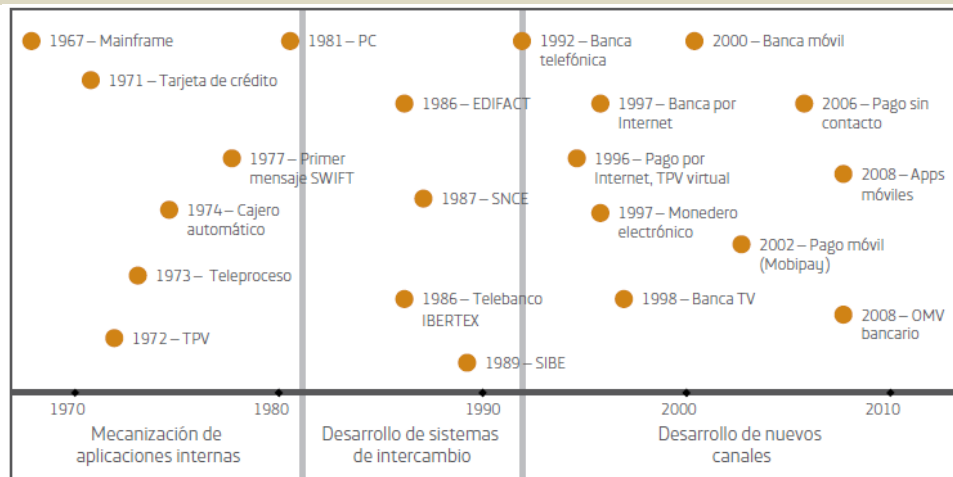 1967 – Mainframe
1981 – PC
1992 – Banca
telefónica
2000 – Banca móvil
1971 – Tarjeta de crédito
1986 – EDIFACT
1997 – Banca por
Internet
2006 – Pago sin
contacto
1977 – Primer
mensaje SWIFT
1996 – Pago por
Internet, TPV virtual
2008 – Apps
móviles
1987 – SNCE
1974 – Cajero
automático
1997 – Monedero
electrónico
2002 – Pago móvil
(Mobipay)
1973 – Teleproceso
1986 – Telebanco
IBERTEX
1998 – Banca TV
2008 – OMV
bancario
1972 – TPV
1989 – SIBE
1970
1980
1990
2000
2010
Mecanización de
aplicaciones internas
Desarrollo de sistemas
de intercambio
Desarrollo de nuevos
canales